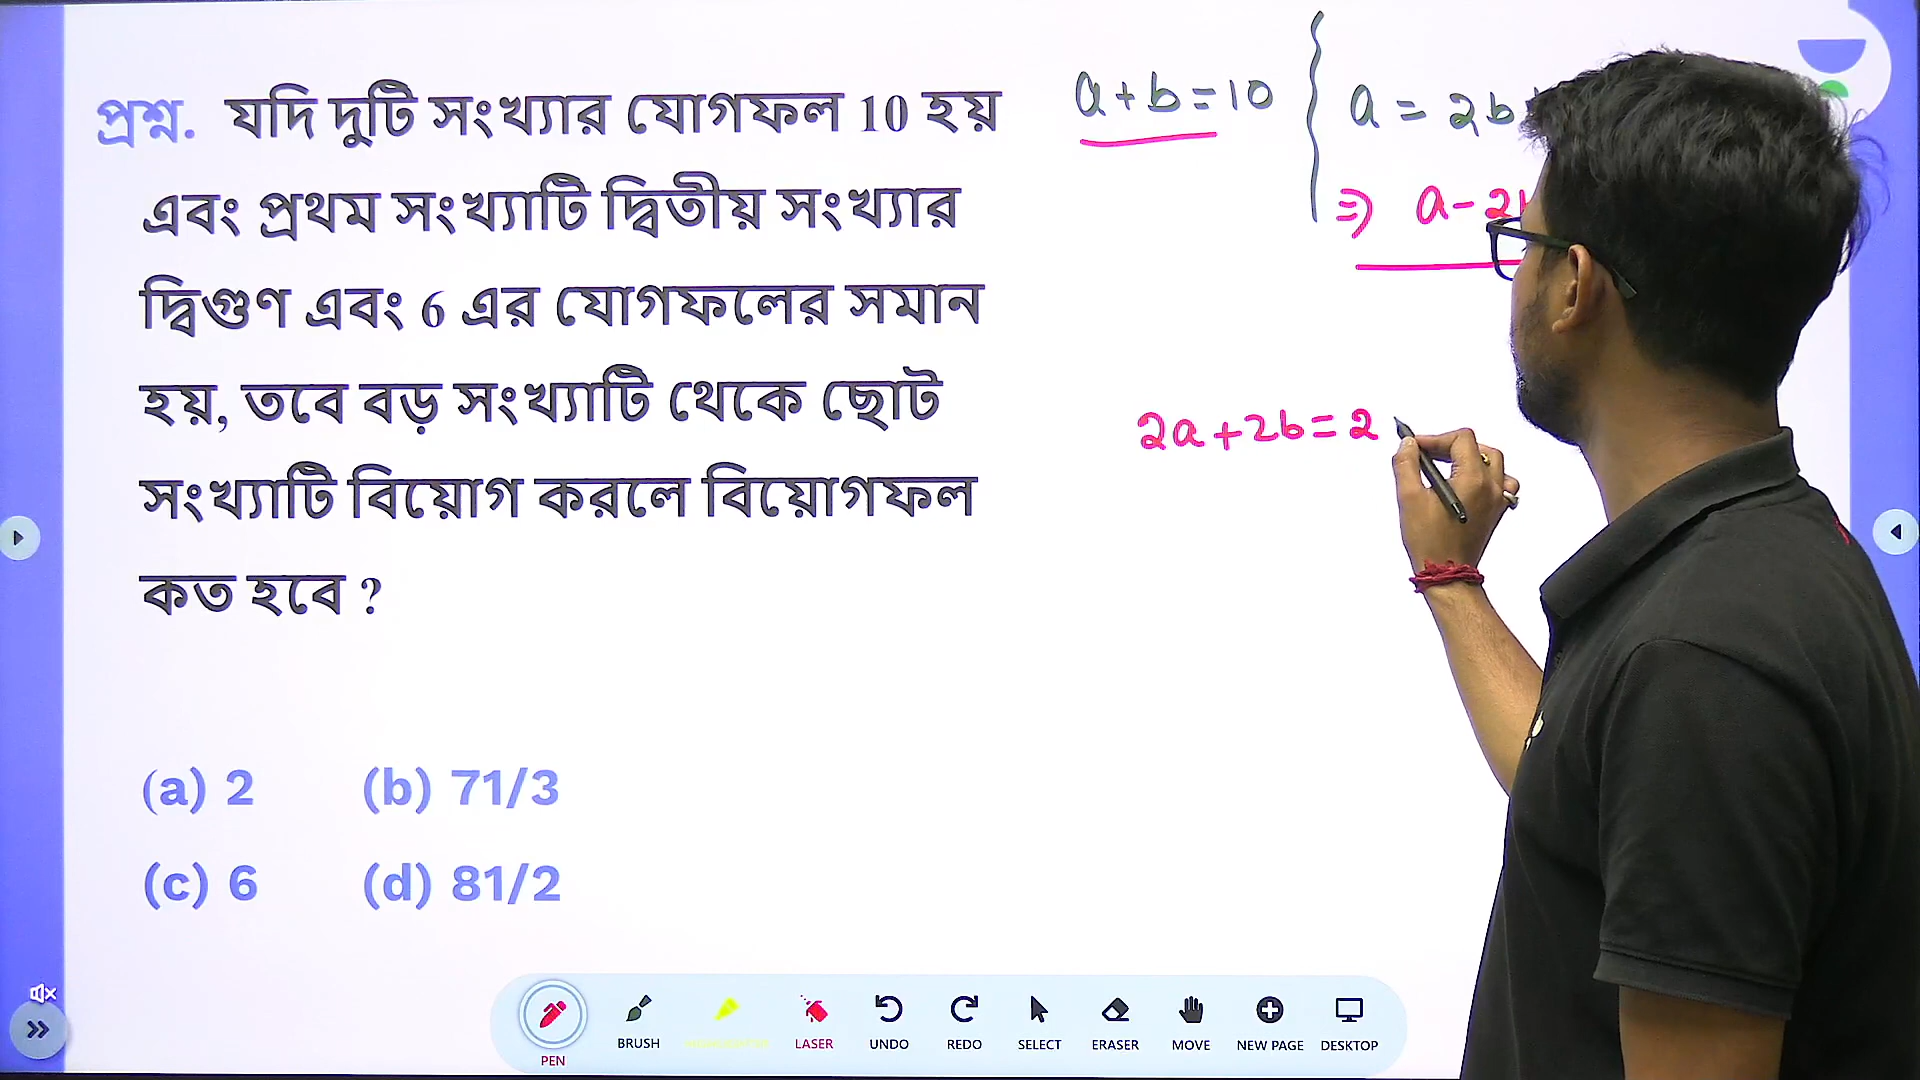 প্রশ্ন. যদি দুটি সংখ্যার যোগফল 10 হয়
এবং প্রথম সংখ্যাটি দ্বিতীয় সংখ্যার
দ্বিগুণ এবং 6 এর যোগফলের সমান
হয়, তবে বড় সংখ্যাটি থেকে ছোট
সংখ্যাটি বিয়োগ করলে বিয়োগফল
কত হবে ?
(a) 2 (b) 71/3
(c) 6 (d) 81/2
a+b=10
a = 2b
⇒ a-2
2a+2b=2
PEN BRUSH LASER UNDO REDO SELECT ERASER MOVE NEW PAGE DESKTOP